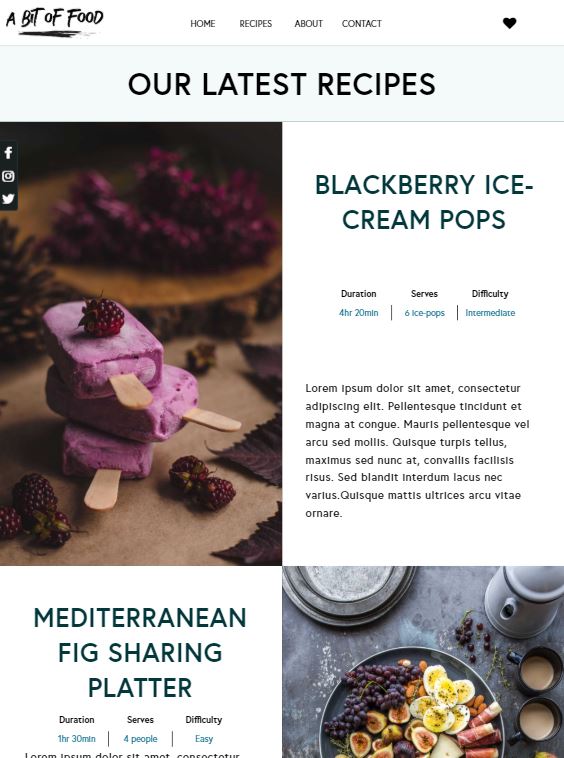 A BiT oF FooD
HOME RECIPES ABOUT CONTACT
OUR LATEST RECIPES
BLACKBERRY ICE-
CREAM POPS
Duration Serves Difficulty
4hr 20min 6 ice-pops Intermediate
Lorem ipsum dolor sit amet, consectetur
adipiscing elit. Pellentesque tincidunt et
magna at congue. Mauris pellentesque vel
arcu sed mollis. Quisque turpis tellus,
maximus sed nunc at, convallis facilisis
risus. Sed blandit interdum lacus nec
varius.Quisque mattis ultrices arcu vitae
ornare.
MEDITERRANEAN
FIG SHARING
PLATTER
Duration Serves Difficulty
1hr 30min 4 people Easy
Lorem ipsum dolor sit amet, consectetur